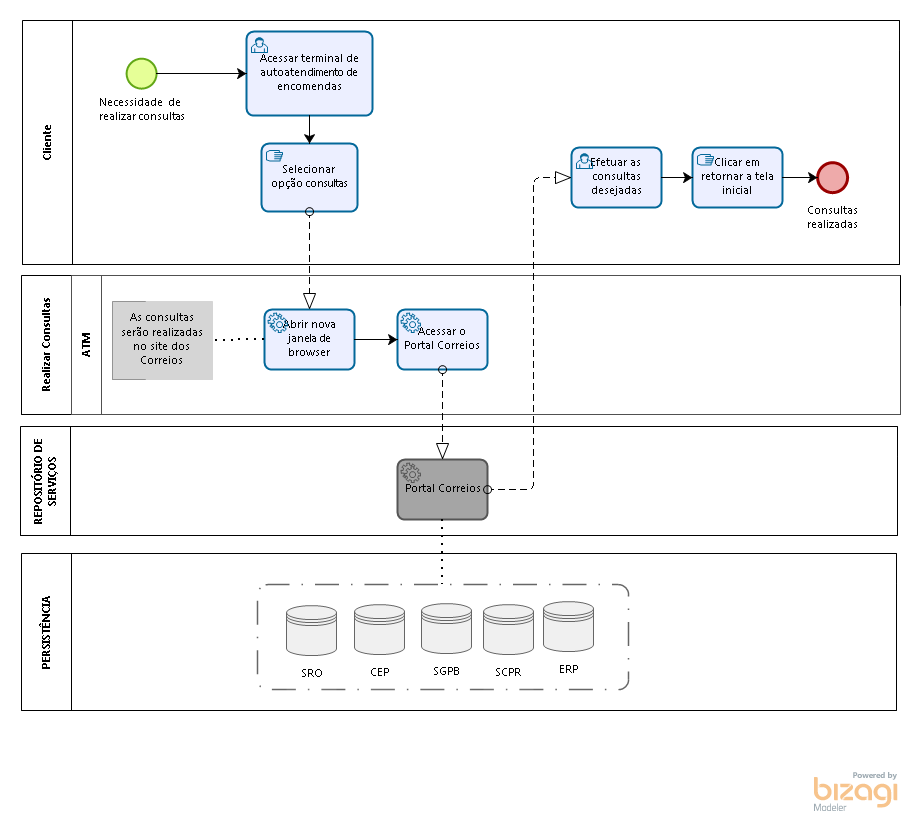 Cliente
Necessidade de
realizar consultas
Acessar terminal de
autoatendimento de
encomendas
Selecionar
opção consultas
Efetuar as
consultas
desejadas
Clicar em
retornar a tela
inicial
Consultas
realizadas
Realizar Consultas
ATM
As consultas
serão realizadas
no site dos
Correios
Abrir nova
janela de
browser
Acessar o
Portal Correios
REPOSITÓRIO DE
SERVIÇOS
Portal Correios
PERSISTÊNCIA
SRO
CEP
SGPB
SCPR
ERP
Powered by
bizagi
Modeler